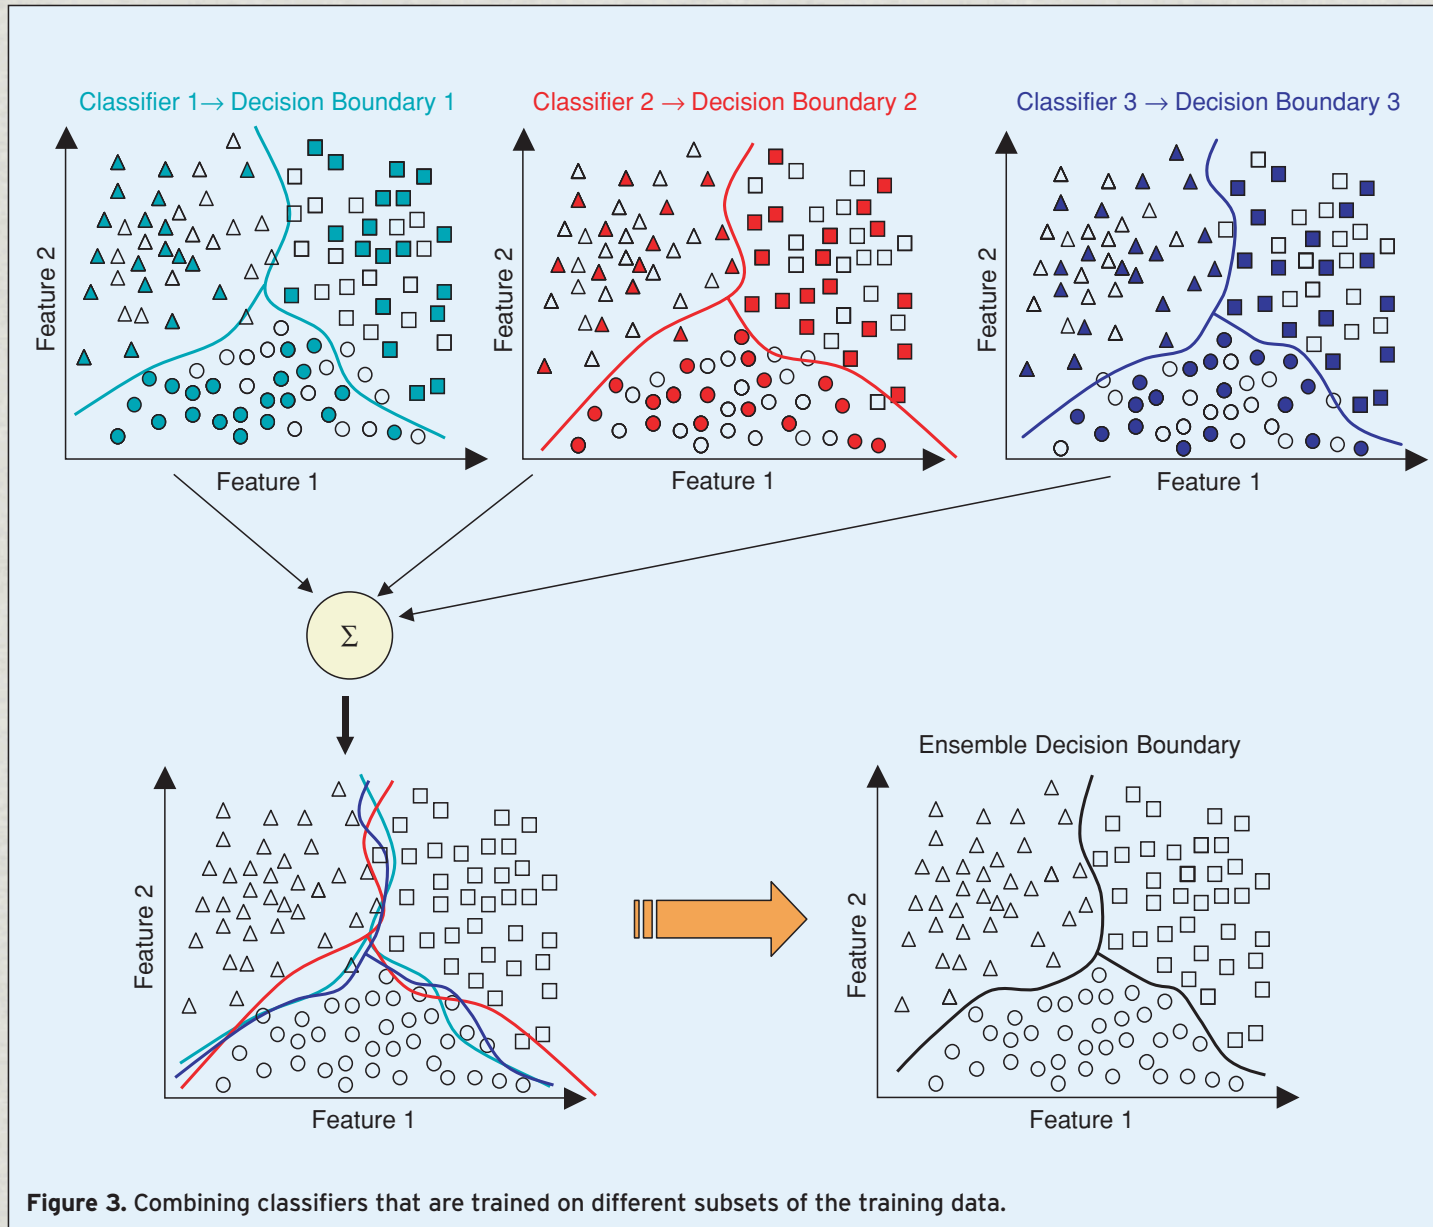 Classifier 1→ Decision Boundary 1
Classifier 2 → Decision Boundary 2
Classifier 3 → Decision Boundary 3
Feature 2
Feature 1
Feature 2
Feature 1
Feature 2
Feature 1
Σ
Ensemble Decision Boundary
Feature 2
Feature 1
Feature 2
Feature 1
Figure 3. Combining classifiers that are trained on different subsets of the training data.